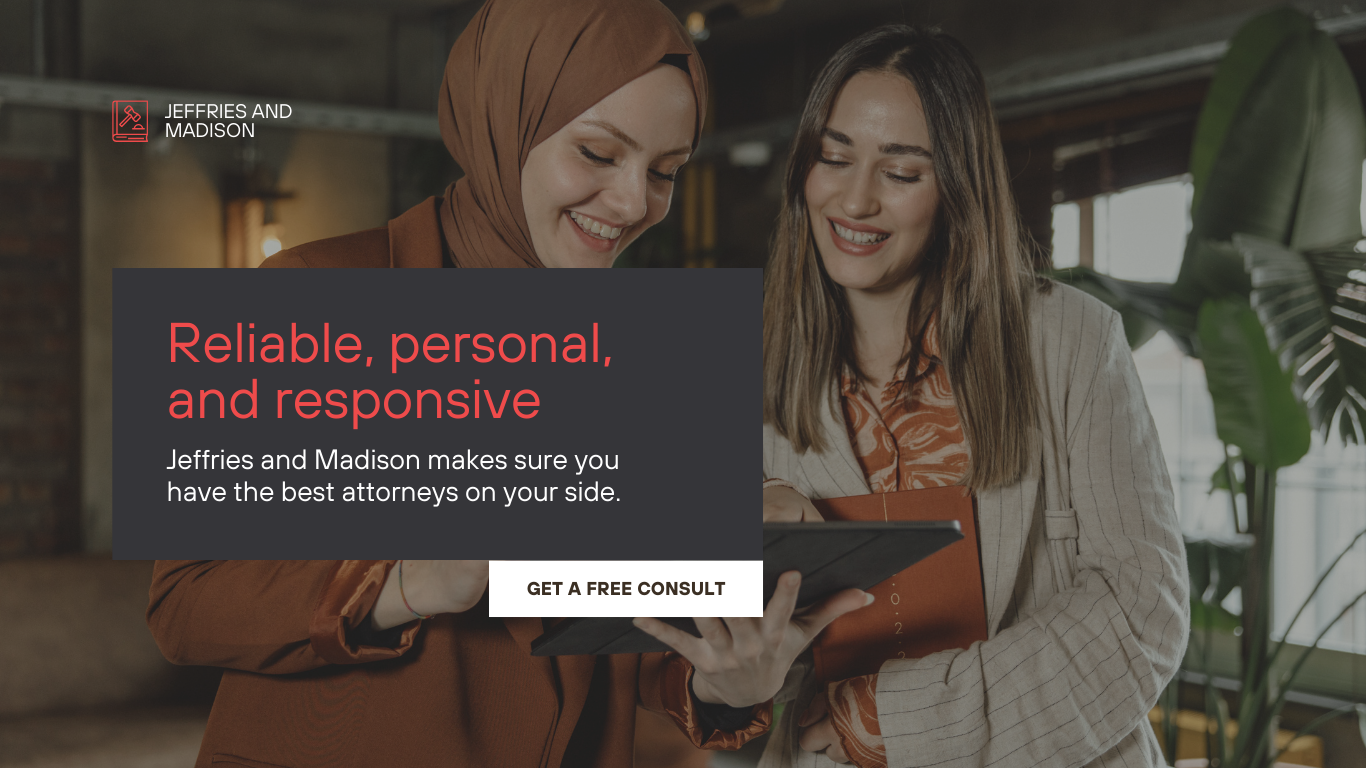 JEFFRIES AND
MADISON
Reliable, personal,
and responsive
Jeffries and Madison makes sure you
have the best attorneys on your side.
GET A FREE CONSULT